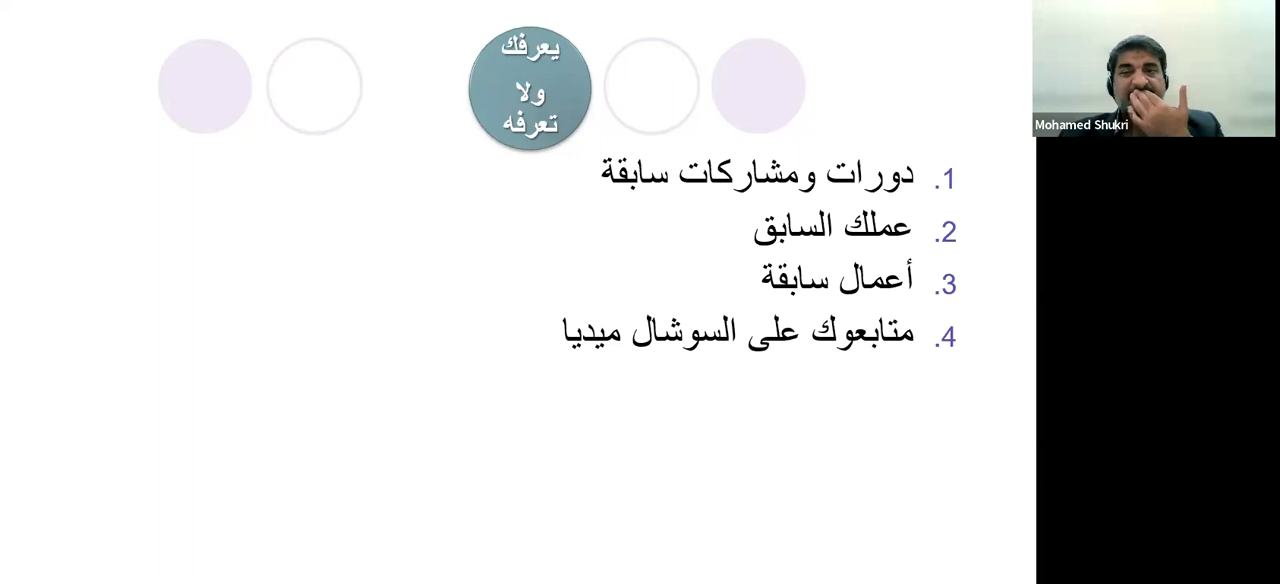 يعرفك
ولا
تعرفه
1. دورات ومشاركات سابقة
2. عملك السابق
3. أعمال سابقة
4. متابعوك على السوشال ميديا
Mohamed Shukri